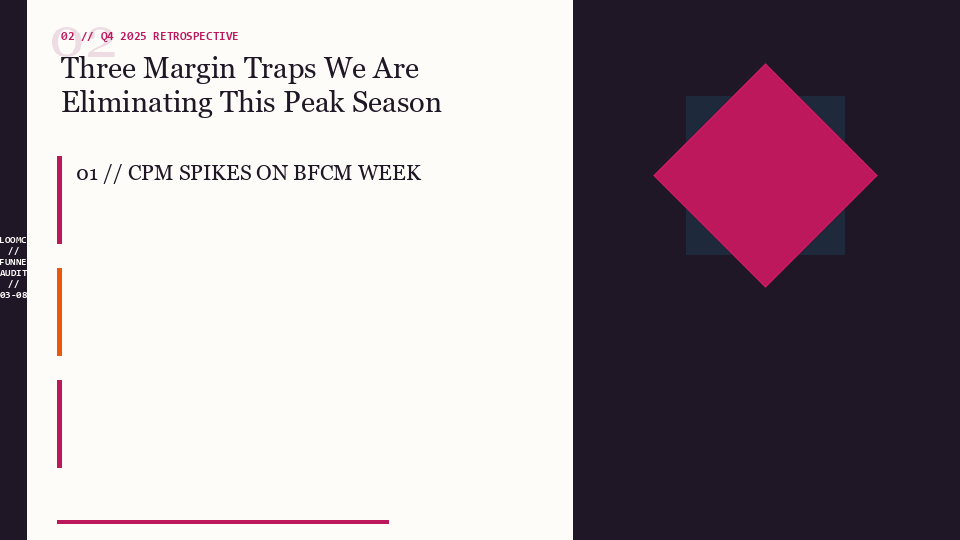 02
02 // Q4 2025 RETROSPECTIVE
Three Margin Traps We Are
Eliminating This Peak Season
01 // CPM SPIKES ON BFCM WEEK
LOOMC
//
FUNNE
AUDIT
//
03-08